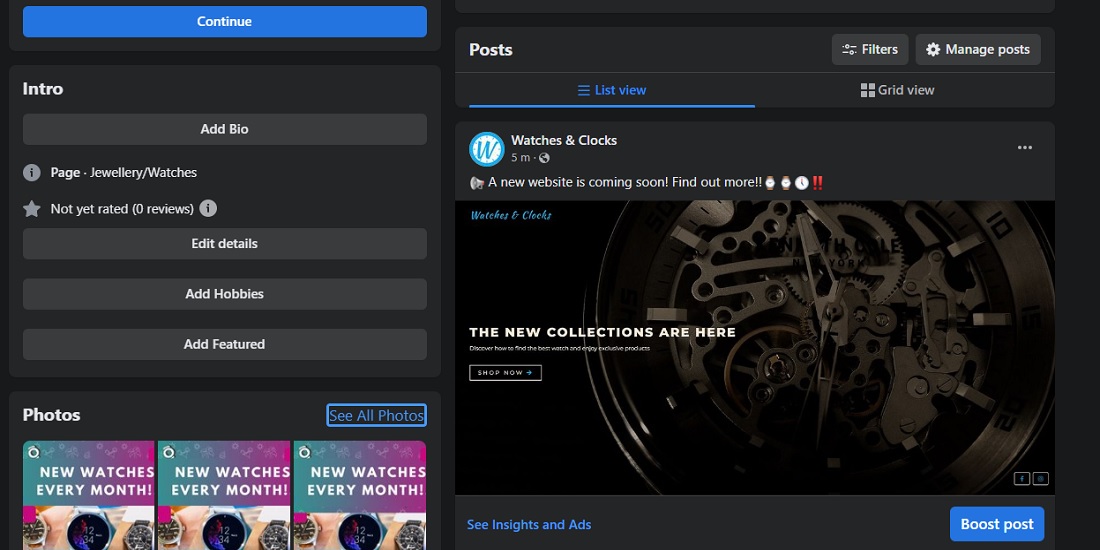 Continue
Intro
Add Bio
Page · Jewellery/Watches
Not yet rated (0 reviews)
Edit details
Add Hobbies
Add Featured
Photos
See All Photos
NEW WATCHES
EVERY MONTH!
NEW WATCHES
EVERY MONTH!
NEW WATCHES
EVERY MONTH!
Posts
Filters
Manage posts
List view
Grid view
Watches & Clocks
5 m ·
A new website is coming soon! Find out more!!⌚⌚🕔‼️
Watches & Clocks
THE NEW COLLECTIONS ARE HERE
Discover how to find the best watch and enjoy exclusive products
SHOP NOW →
See Insights and Ads
Boost post